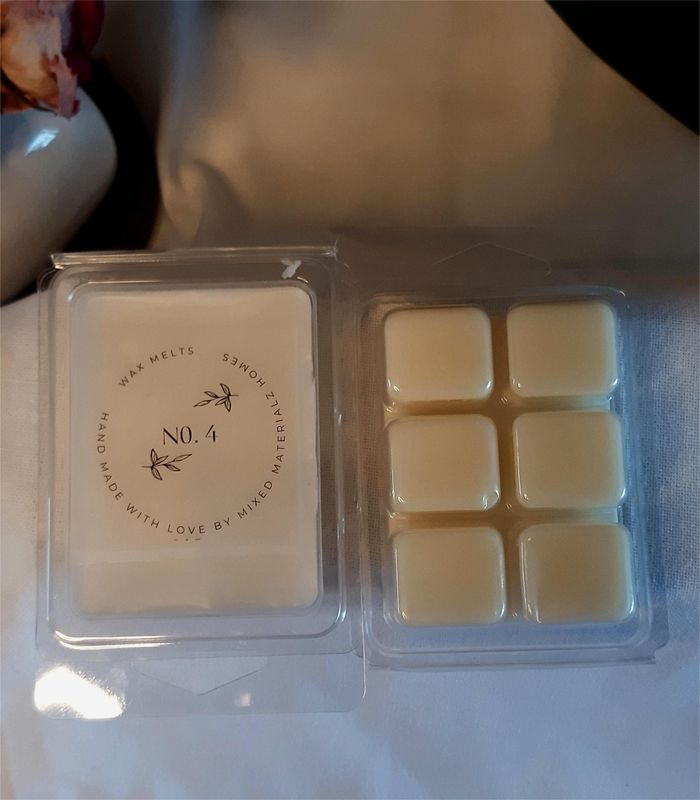 WAX MELTS
NO. 4
HAND MADE WITH LOVE BY MIXED MATERIALZ HOMES